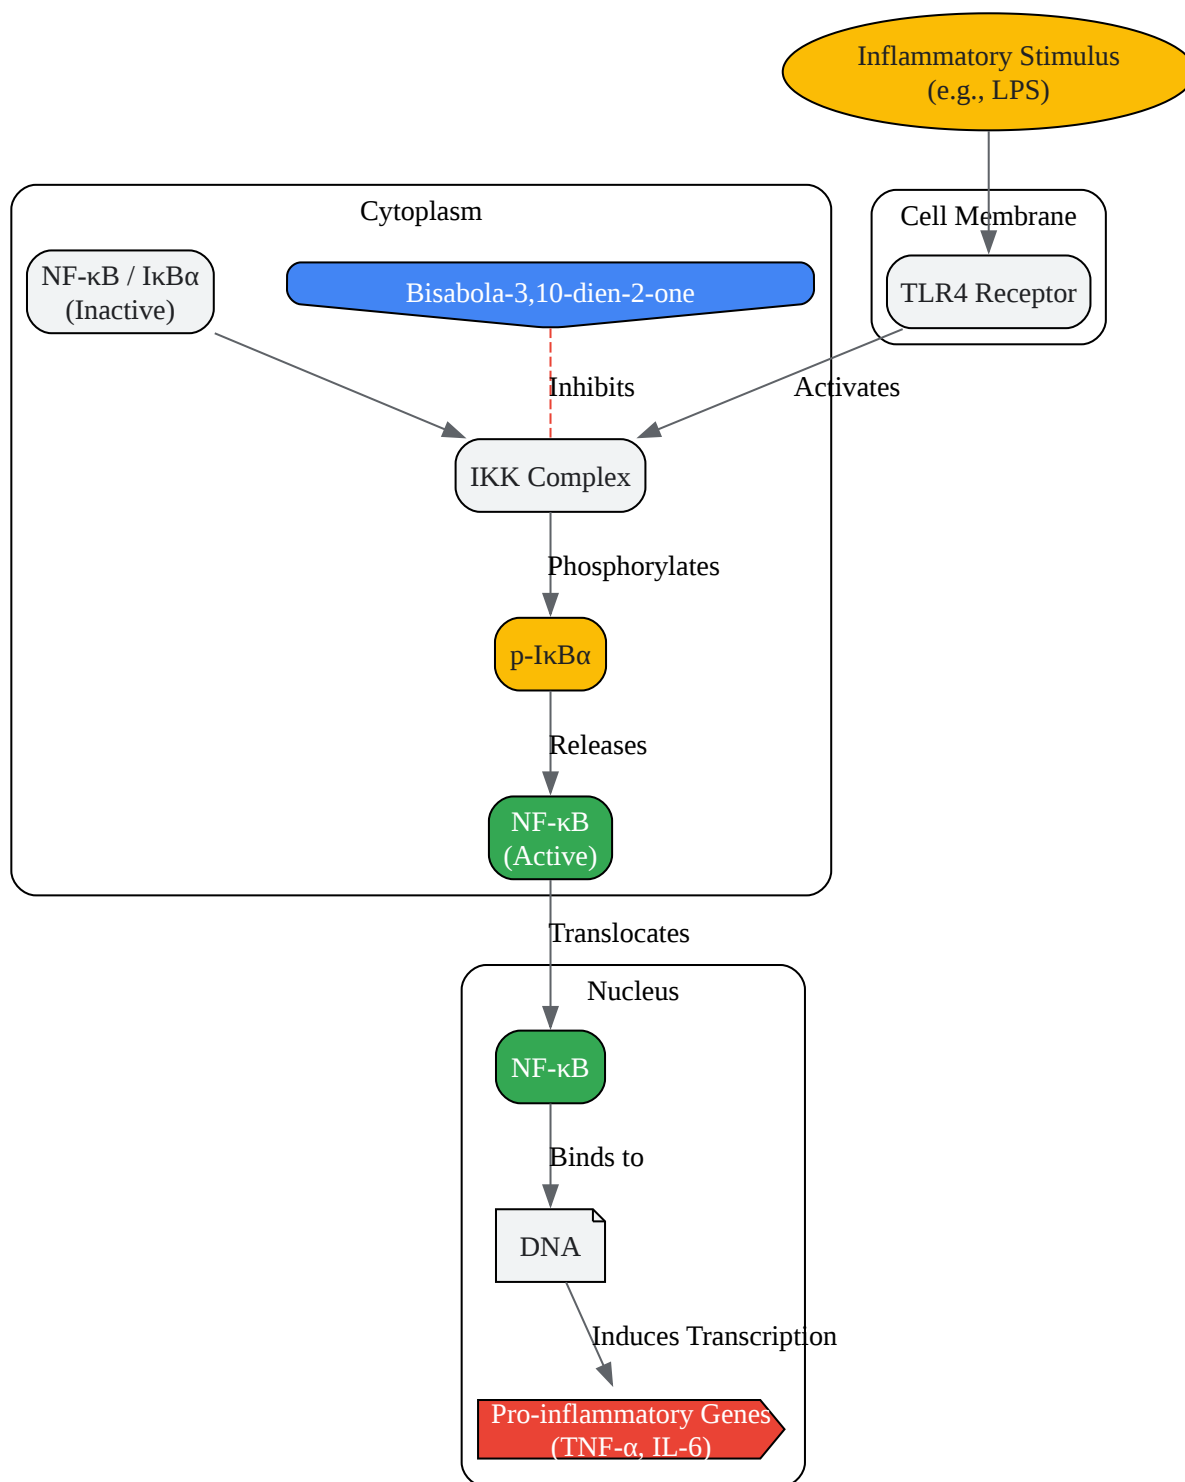 Inflammatory Stimulus
(e.g., LPS)
Cytoplasm
Cell Membrane
NF-κB / IκBα
(Inactive)
Bisabola-3,10-dien-2-one
TLR4 Receptor
Inhibits
Activates
IKK Complex
Phosphorylates
p-IκBα
Releases
NF-κB
(Active)
Translocates
Nucleus
NF-κB
Binds to
DNA
Induces Transcription
Pro-inflammatory Genes
(TNF-α, IL-6)